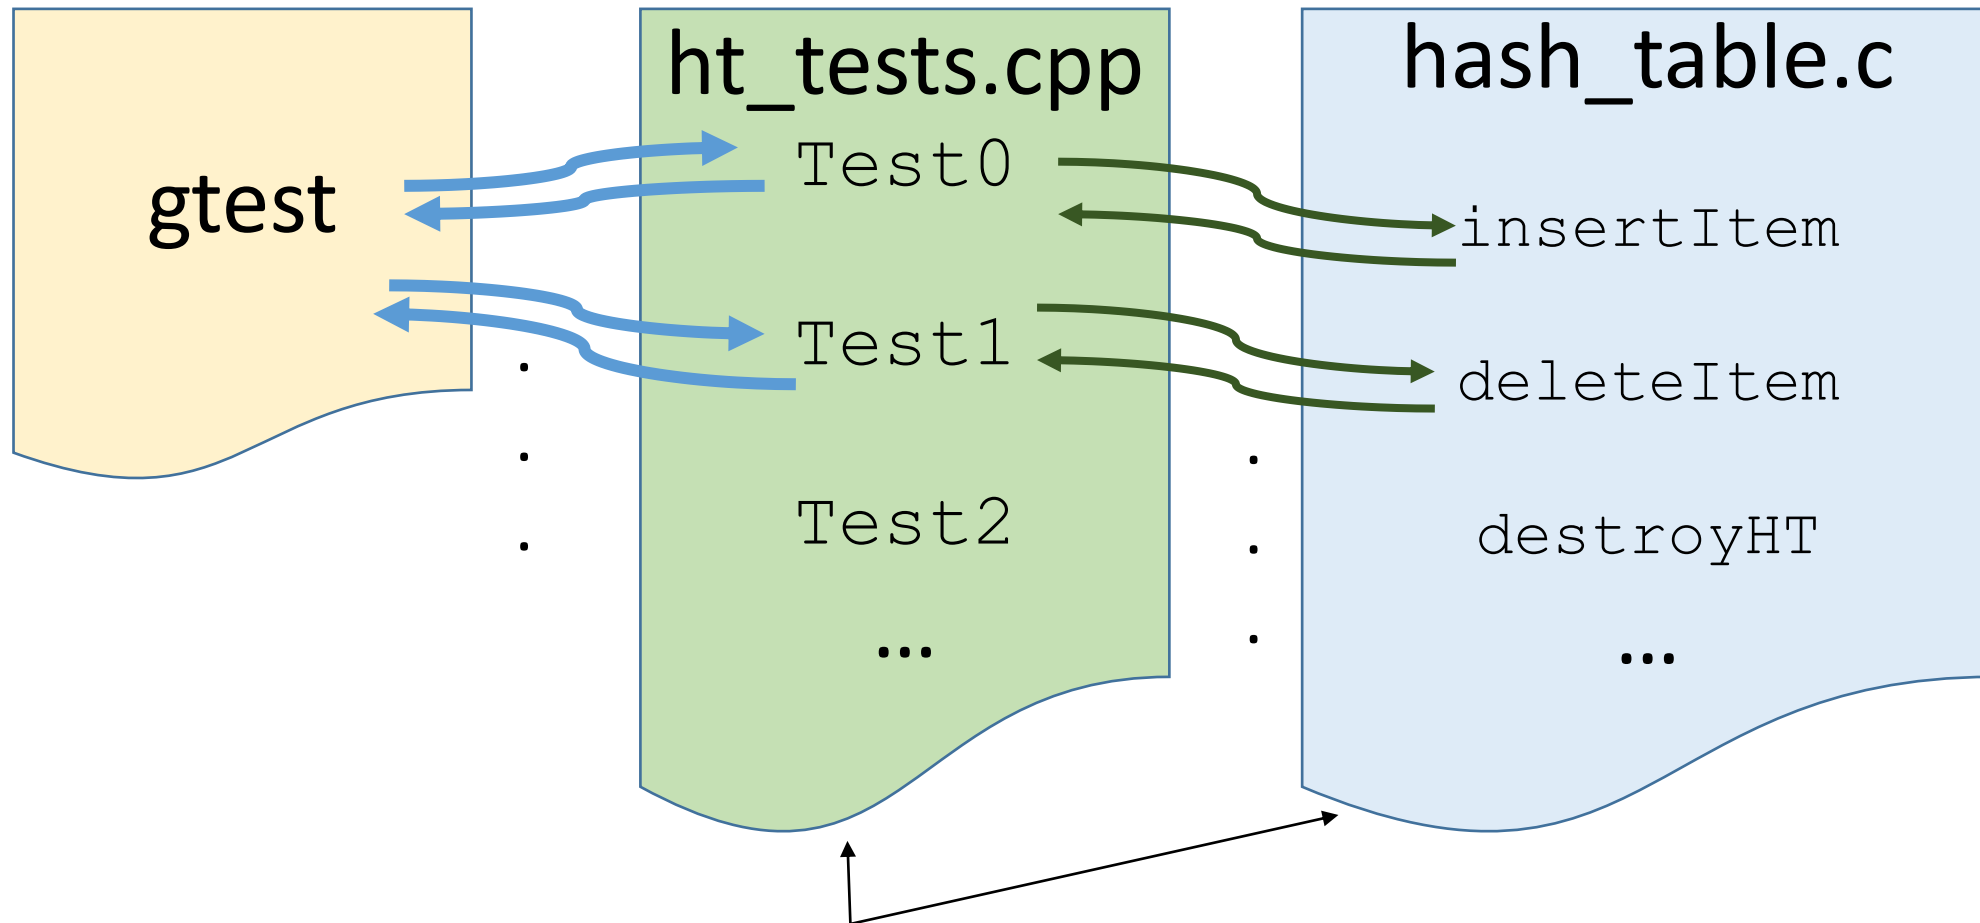 gtest
ht_tests.cpp
Test0
Test1
Test2
...
hash_table.c
insertItem
deleteItem
destroyHT
...